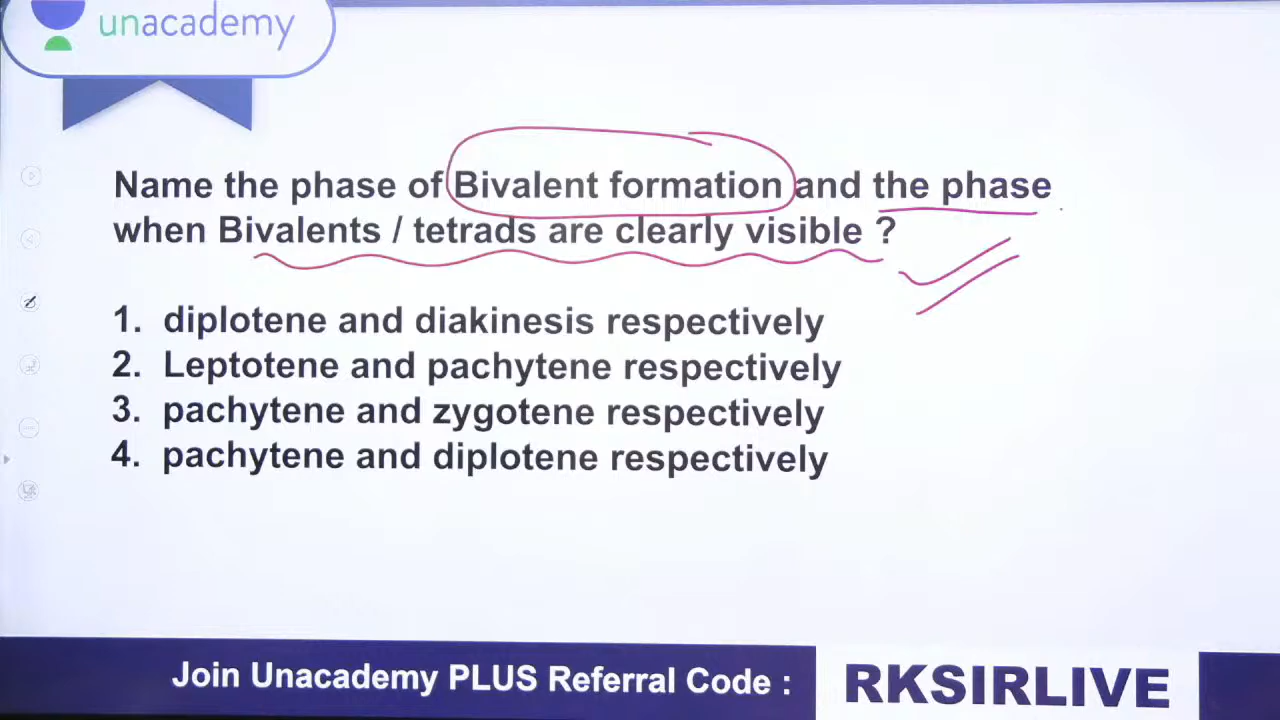 unacademy
Name the phase of Bivalent formation and the phase
when Bivalents / tetrads are clearly visible ?
1. diplotene and diakinesis respectively
2. Leptotene and pachytene respectively
3. pachytene and zygotene respectively
4. pachytene and diplotene respectively
Join Unacademy PLUS Referral Code :
RKSIRLIVE